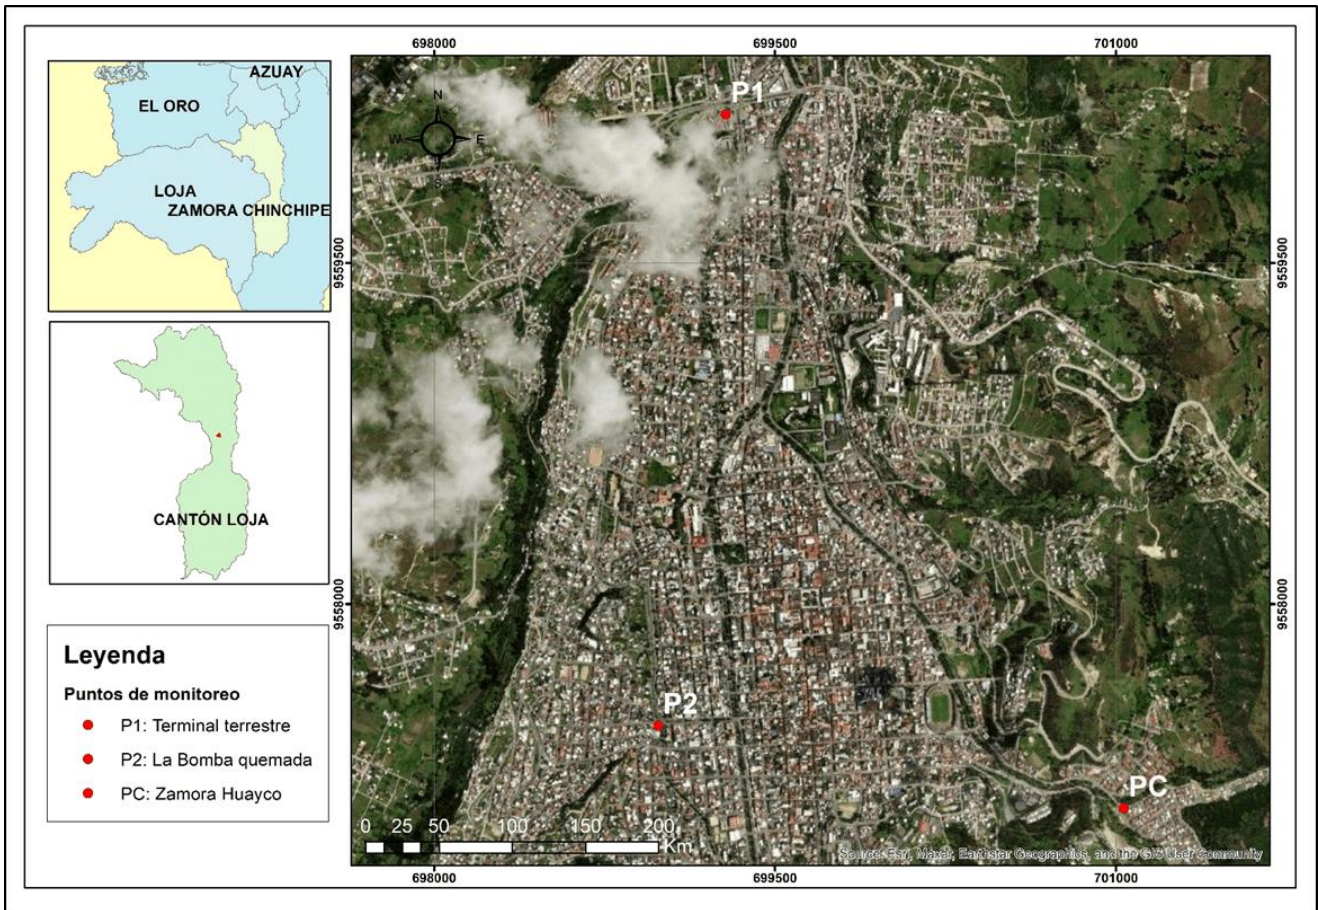 AZUAY
EL ORO
LOJA
ZAMORA CHINCHIPE
CANTÓN LOJA
Leyenda
Puntos de monitoreo
P1: Terminal terrestre
P2: La Bomba quemada
PC: Zamora Huayco
698000 699500 701000
N
W E
S
P1
9559500 9559500
9558000 9558000
P2
PC
0 25 50 100 150 200
Km
Source: Esri, Maxar, Earthstar Geographics, and the GIS User Community
698000 699500 701000